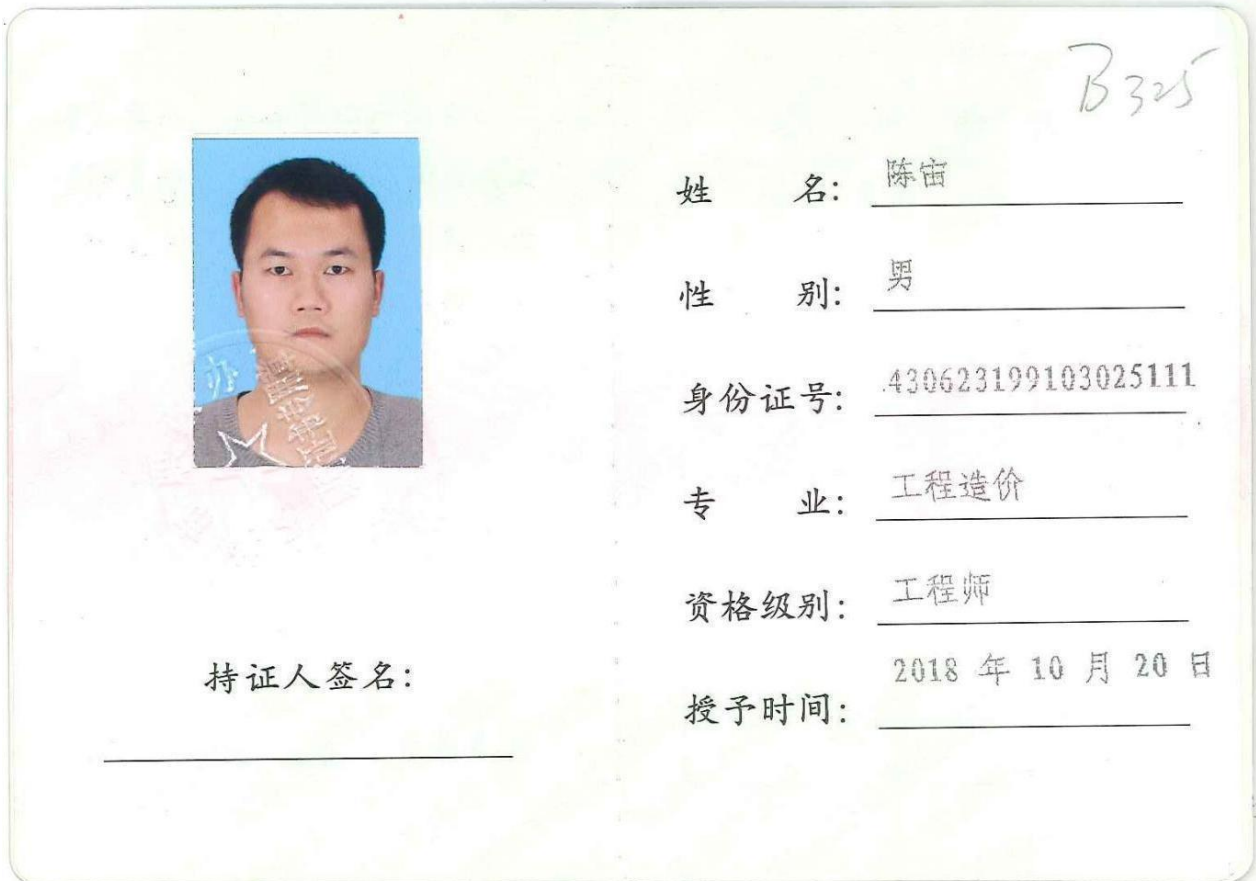 B325
姓名: 陈宙
性别: 男
身份证号: 430623199103025111
专业: 工程造价
资格级别: 工程师
授予时间: 2018 年 10 月 20 日
持证人签名:
办